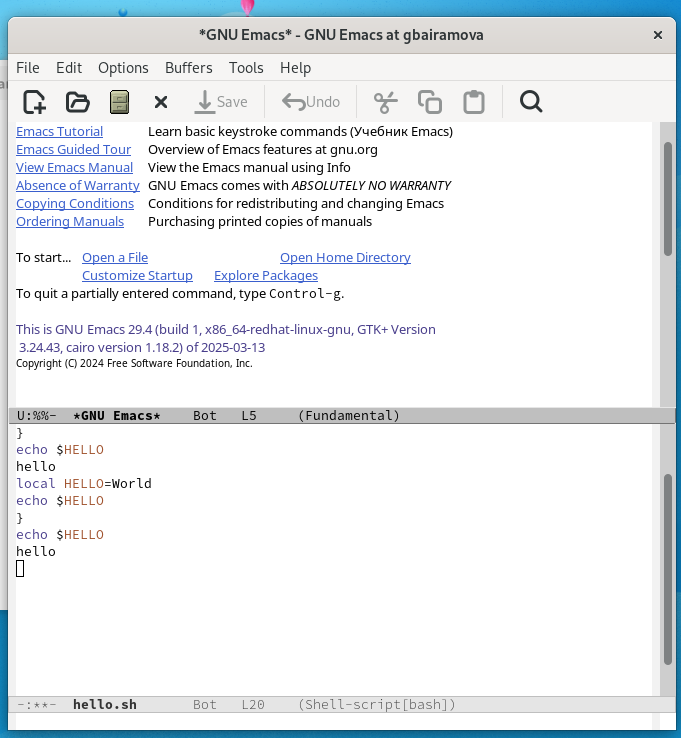 *GNU Emacs* - GNU Emacs at gbairamova
File Edit Options Buffers Tools Help
Save Undo
Emacs Tutorial Learn basic keystroke commands (Учебник Emacs)
Emacs Guided Tour Overview of Emacs features at gnu.org
View Emacs Manual View the Emacs manual using Info
Absence of Warranty GNU Emacs comes with ABSOLUTELY NO WARRANTY
Copying Conditions Conditions for redistributing and changing Emacs
Ordering Manuals Purchasing printed copies of manuals
To start... Open a File Open Home Directory
Customize Startup Explore Packages
To quit a partially entered command, type Control-g.
This is GNU Emacs 29.4 (build 1, x86_64-redhat-linux-gnu, GTK+ Version
3.24.43, cairo version 1.18.2) of 2025-03-13
Copyright (C) 2024 Free Software Foundation, Inc.
U:%%- *GNU Emacs* Bot L5 (Fundamental)
}
echo $HELLO
hello
local HELLO=World
echo $HELLO
}
echo $HELLO
hello
-:**- hello.sh Bot L20 (Shell-script[bash])